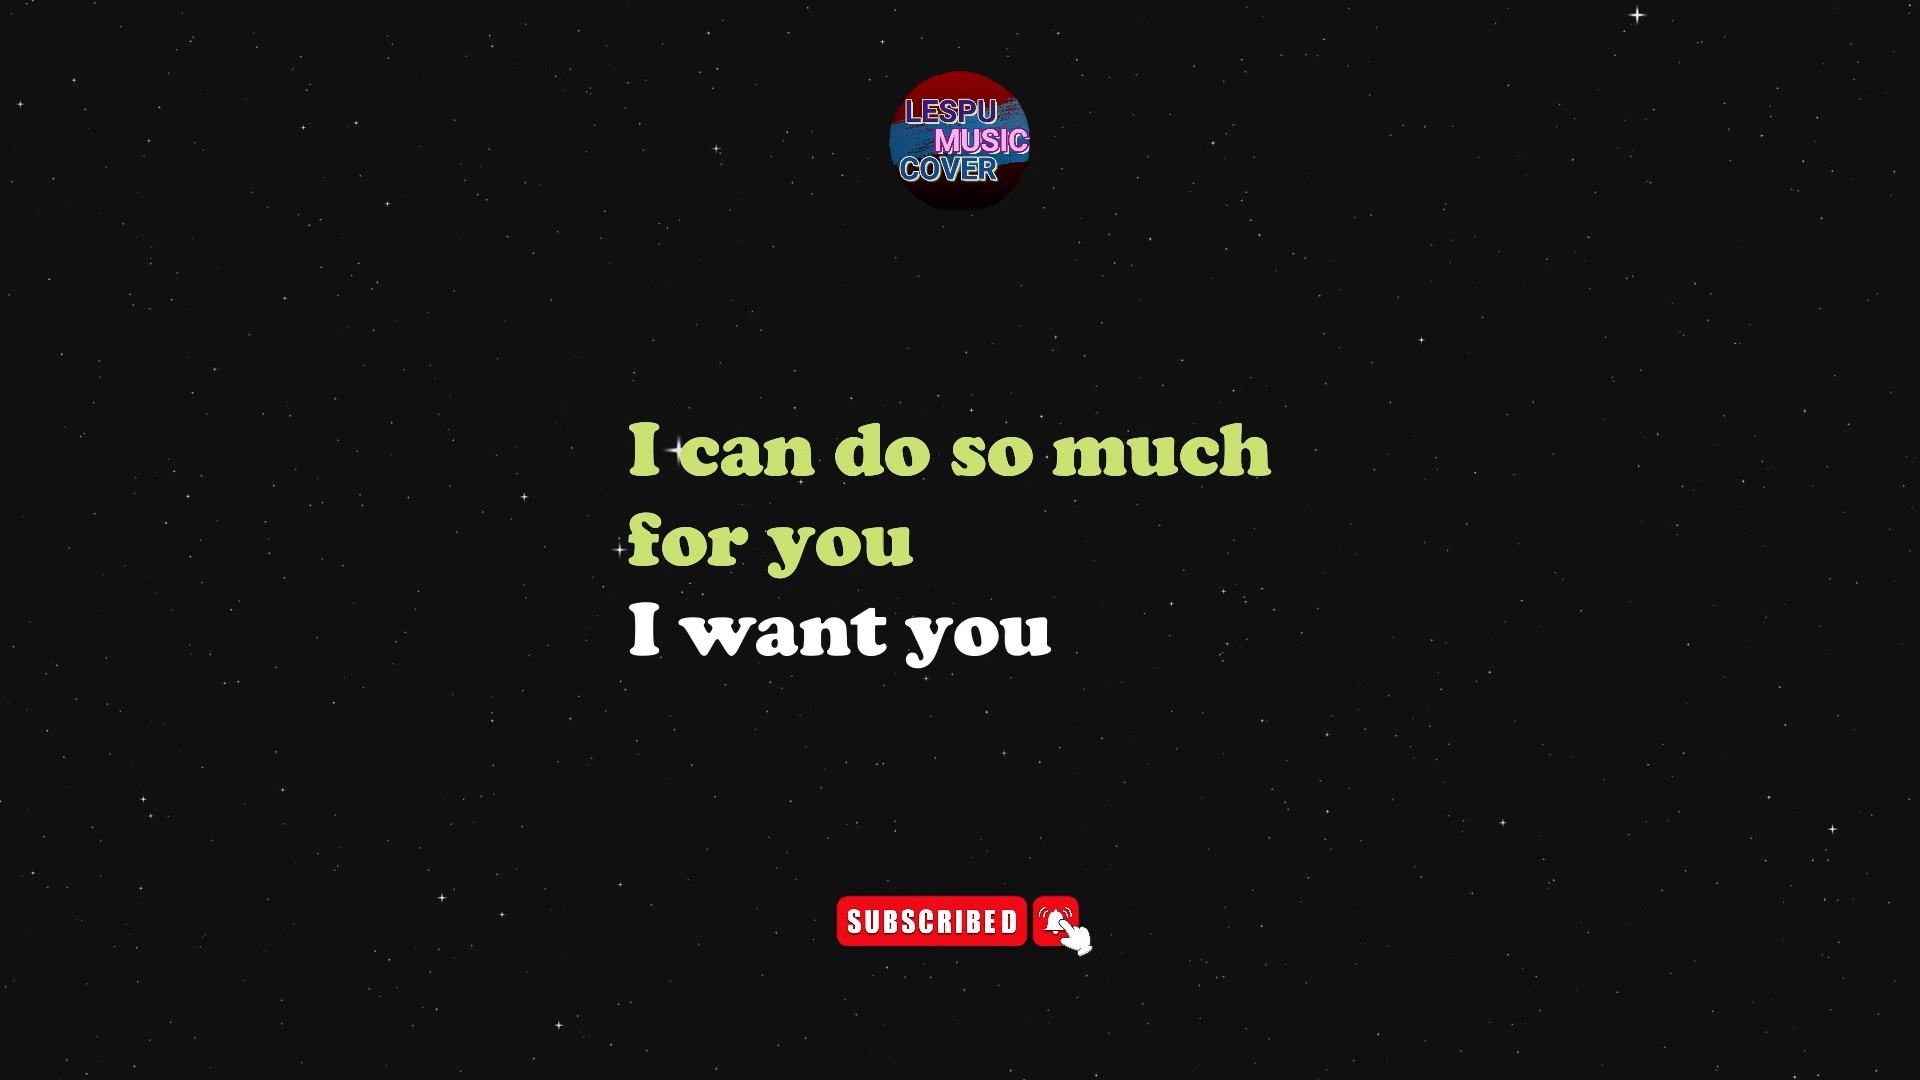 LESPU
MUSIC
COVER
I can do so much
for you
I want you
SUBSCRIBED